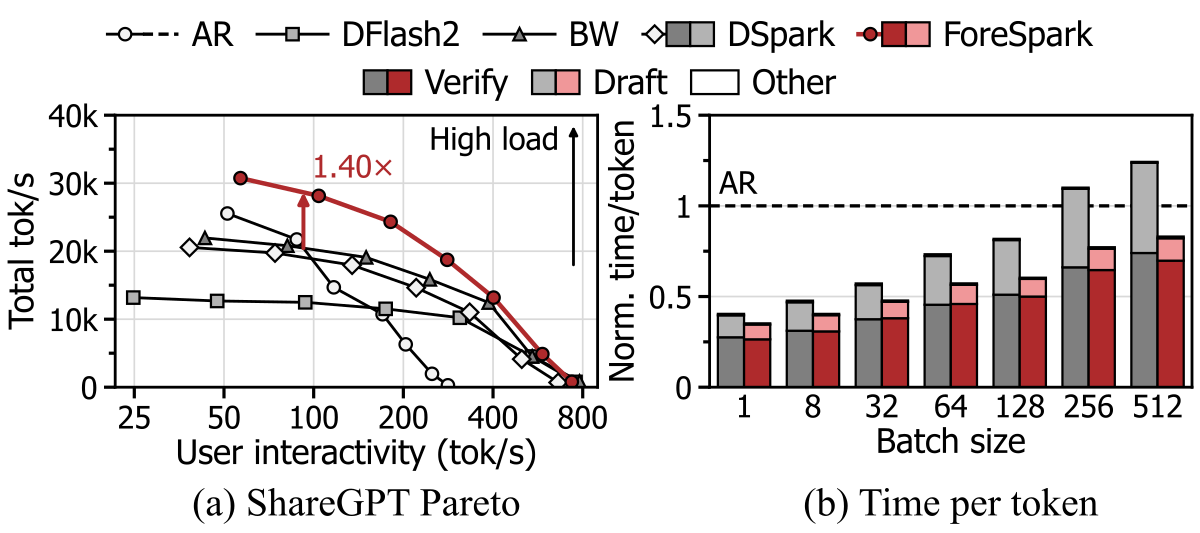 AR DFlash2 BW DSpark ForeSpark
Verify Draft Other
Total tok/s
40k
30k
20k
10k
0
High load
1.40×
25 50 100 200 400 800
User interactivity (tok/s)
(a) ShareGPT Pareto
Norm. time/token
1.5
1
0.5
0
AR
1 8 32 64 128 256 512
Batch size
(b) Time per token